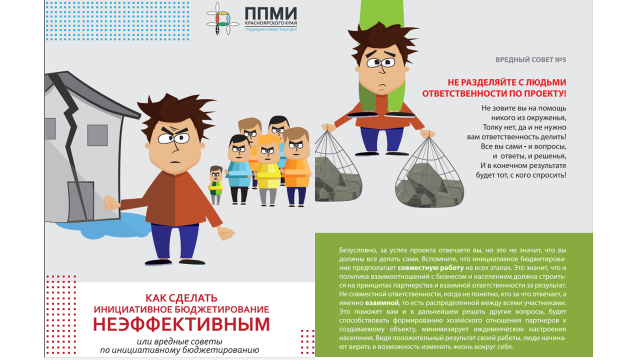 ППМИ
КРАСНОЯРСКОГО КРАЯ
ТРАДИЦИЯ СОВМЕСТНЫХ ДЕЛ
КАК СДЕЛАТЬ
ИНИЦИАТИВНОЕ БЮДЖЕТИРОВАНИЕ
НЕЭФФЕКТИВНЫМ
или вредные советы
по инициативному бюджетированию
ВРЕДНЫЙ СОВЕТ №5
НЕ РАЗДЕЛЯЙТЕ С ЛЮДЬМИ
ОТВЕТСТВЕННОСТИ ПО ПРОЕКТУ!
Не зовите вы на помощь
никого из окруженья,
Толку нет, да и не нужно
вам ответственность делить!
Все вы сами - и вопросы,
и ответы, и решенья,
И в конечном результате
будет тот, с кого спросить!
Безусловно, за успех проекта отвечаете вы, но это не значит, что вы
должны все делать сами. Вспомните, что инициативное бюджетирова-
ние предполагает совместную работу на всех этапах. Это значит, что и
политика взаимоотношений с бизнесом и населением должна строить-
ся на принципах партнерства и взаимной ответственности за результат.
Не совместной ответственности, когда не понятно, кто за что отвечает, а
именно взаимной, то есть распределенной между всеми участниками.
Это поможет вам и в дальнейшем решать другие вопросы, будет
способствовать формированию хозяйского отношения партнеров к
создаваемому объекту, минимизирует иждивенческие настроения
населения. Видя положительный результат своей работы, люди начина-
ют верить в возможность изменить жизнь вокруг себя.